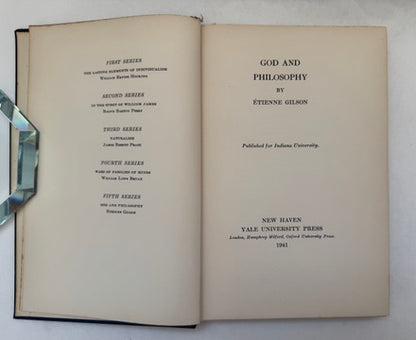 FIRST SERIES
THE LASTING ELEMENTS OF INDIVIDUALISM
WILLIAM ERNEST HOCKING
SECOND SERIES
IN THE SPIRIT OF WILLIAM JAMES
RALPH BARTON PERRY
THIRD SERIES
NATURALISM
JAMES BISSETT PRATT
FOURTH SERIES
WARS OF FAMILIES OF MINDS
WILLIAM LOWE BRYAN
FIFTH SERIES
GOD AND PHILOSOPHY
ÉTIENNE GILSON
GOD AND
PHILOSOPHY
BY
ÉTIENNE GILSON
Published for Indiana University.
NEW HAVEN
YALE UNIVERSITY PRESS
London, Humphrey Milford, Oxford University Press
1941